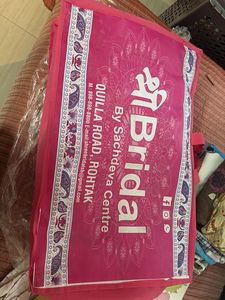 श्री Bridal
By Sachdeva Centre
QUILLA ROAD, ROHTAK